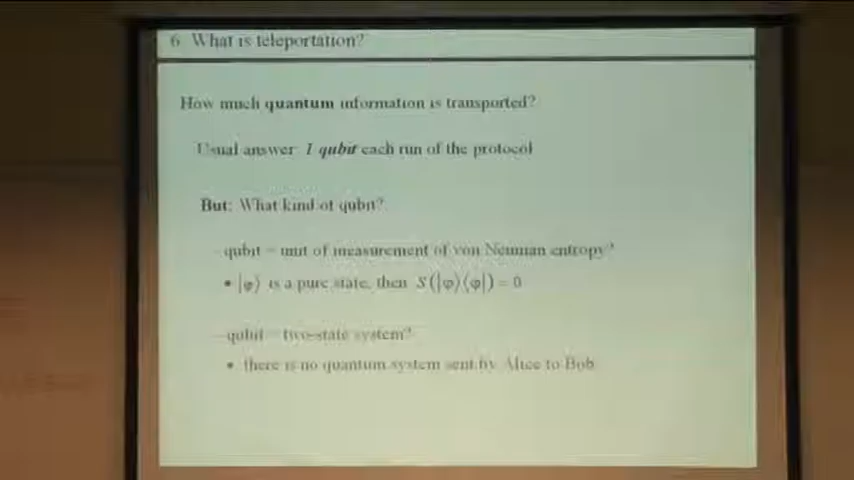 6 What is teleportation?
How much quantum information is transported?
Usual answer: 1 qubit each run of the protocol
But: What kind of qubit?
– qubit = unit of measurement of von Neuman entropy?
• |φ⟩ is a pure state, then S(|φ⟩⟨φ|) = 0
– qubit = two-state system?
• there is no quantum system sent by Alice to Bob